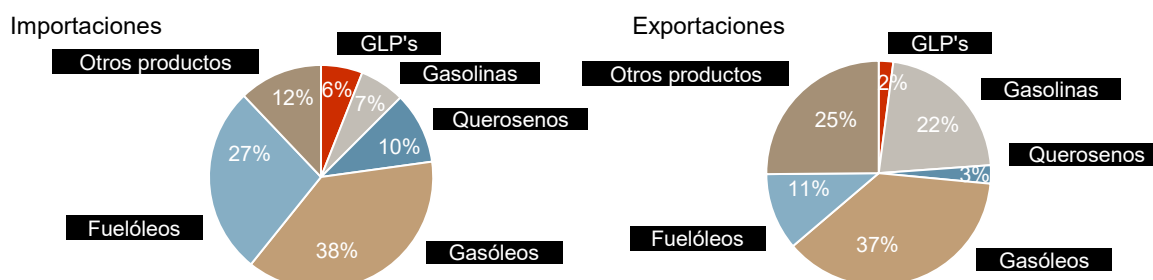 Importaciones
GLP's
Otros productos
Gasolinas
6%
7%
12%
Querosenos
10%
27%
Fuelóleos
38%
Gasóleos
Exportaciones
GLP's
Otros productos
2%
Gasolinas
25%
22%
Querosenos
3%
11%
Fuelóleos
37%
Gasóleos